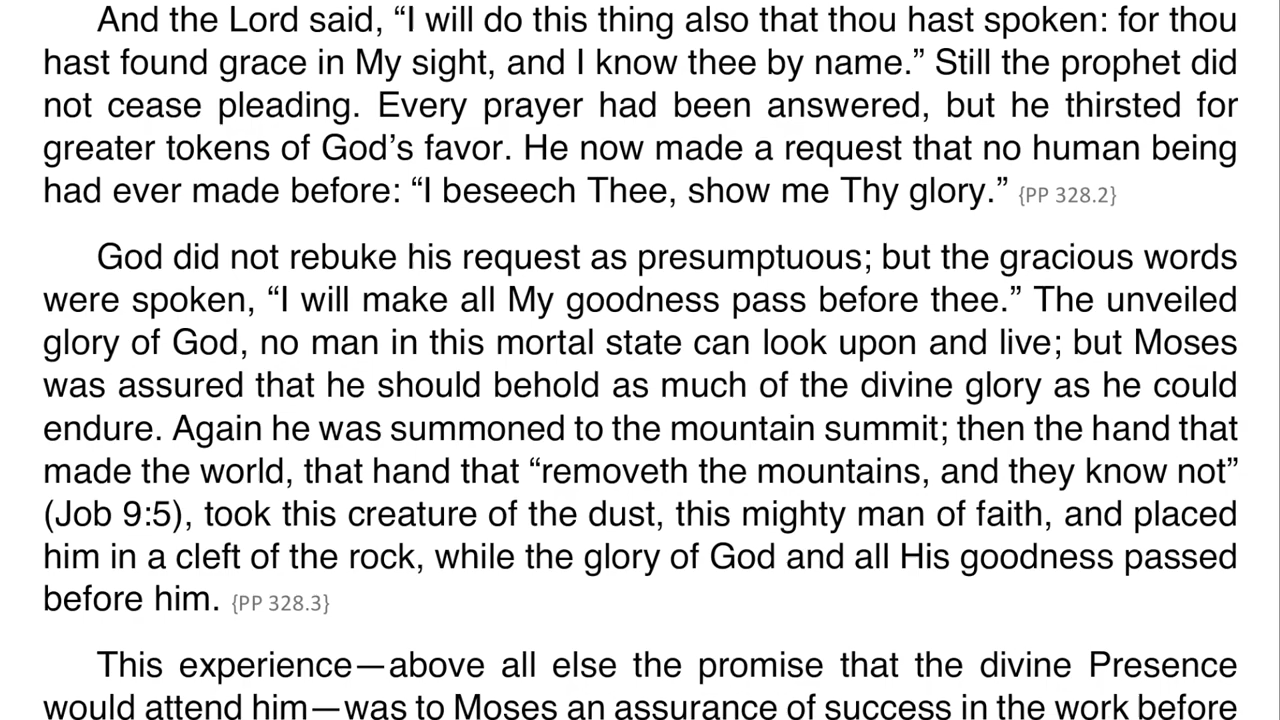 And the Lord said, “I will do this thing also that thou hast spoken: for thou
hast found grace in My sight, and I know thee by name.” Still the prophet did
not cease pleading. Every prayer had been answered, but he thirsted for
greater tokens of God’s favor. He now made a request that no human being
had ever made before: “I beseech Thee, show me Thy glory.” {PP 328.2}
God did not rebuke his request as presumptuous; but the gracious words
were spoken, “I will make all My goodness pass before thee.” The unveiled
glory of God, no man in this mortal state can look upon and live; but Moses
was assured that he should behold as much of the divine glory as he could
endure. Again he was summoned to the mountain summit; then the hand that
made the world, that hand that “removeth the mountains, and they know not”
(Job 9:5), took this creature of the dust, this mighty man of faith, and placed
him in a cleft of the rock, while the glory of God and all His goodness passed
before him. {PP 328.3}
This experience—above all else the promise that the divine Presence
would attend him—was to Moses an assurance of success in the work before